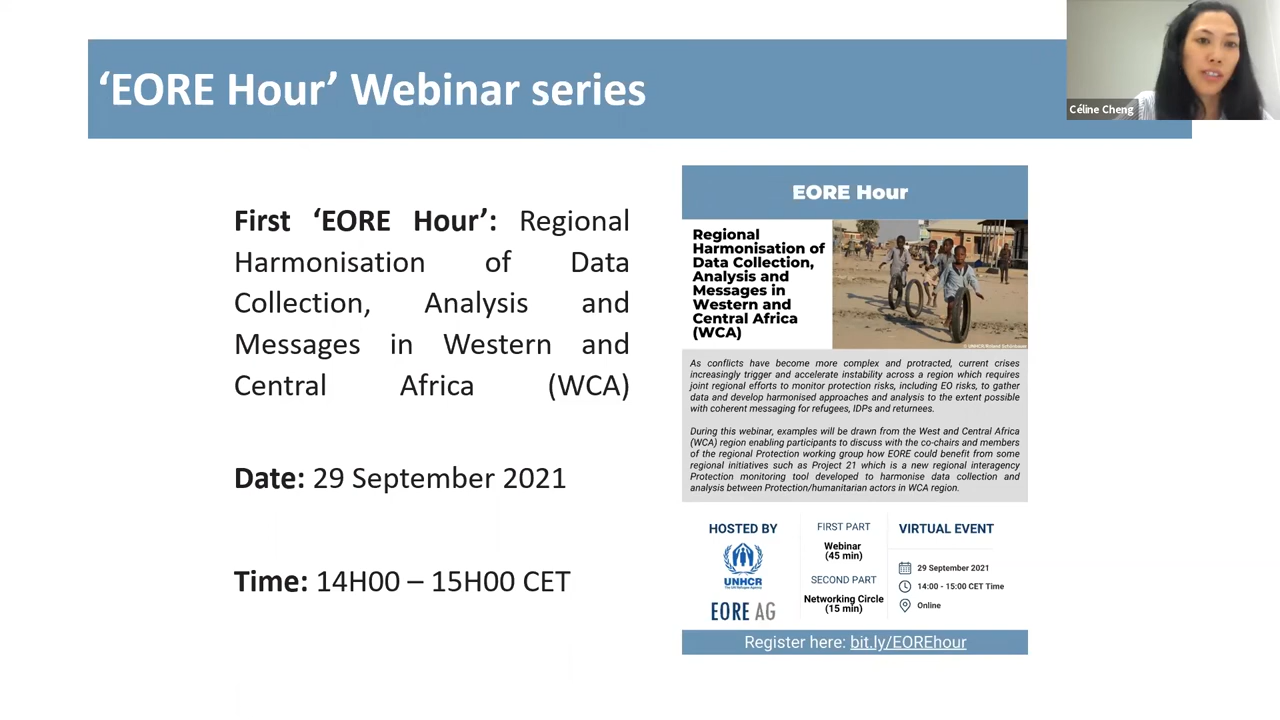 ‘EORE Hour’ Webinar series
Céline Cheng
First ‘EORE Hour’: Regional
Harmonisation of Data
Collection, Analysis and
Messages in Western and
Central Africa (WCA)
Date: 29 September 2021
Time: 14H00 – 15H00 CET
EORE Hour
Regional
Harmonisation of
Data Collection,
Analysis and
Messages in
Western and
Central Africa
(WCA)
© UNHCR/Roland Schönbauer
As conflicts have become more complex and protracted, current crises
increasingly trigger and accelerate instability across a region which requires
joint regional efforts to monitor protection risks, including EO risks, to gather
data and develop harmonised approaches and analysis to the extent possible
with coherent messaging for refugees, IDPs and returnees.
During this webinar, examples will be drawn from the West and Central Africa
(WCA) region enabling participants to discuss with the co-chairs and members
of the regional Protection working group how EORE could benefit from some
regional initiatives such as Project 21 which is a new regional interagency
Protection monitoring tool developed to harmonise data collection and
analysis between Protection/humanitarian actors in WCA region.
HOSTED BY
UNHCR
The UN Refugee Agency
EORE AG
FIRST PART
Webinar
(45 min)
SECOND PART
Networking Circle
(15 min)
VIRTUAL EVENT
29 September 2021
14:00 - 15:00 CET Time
Online
Register here: bit.ly/EOREhour